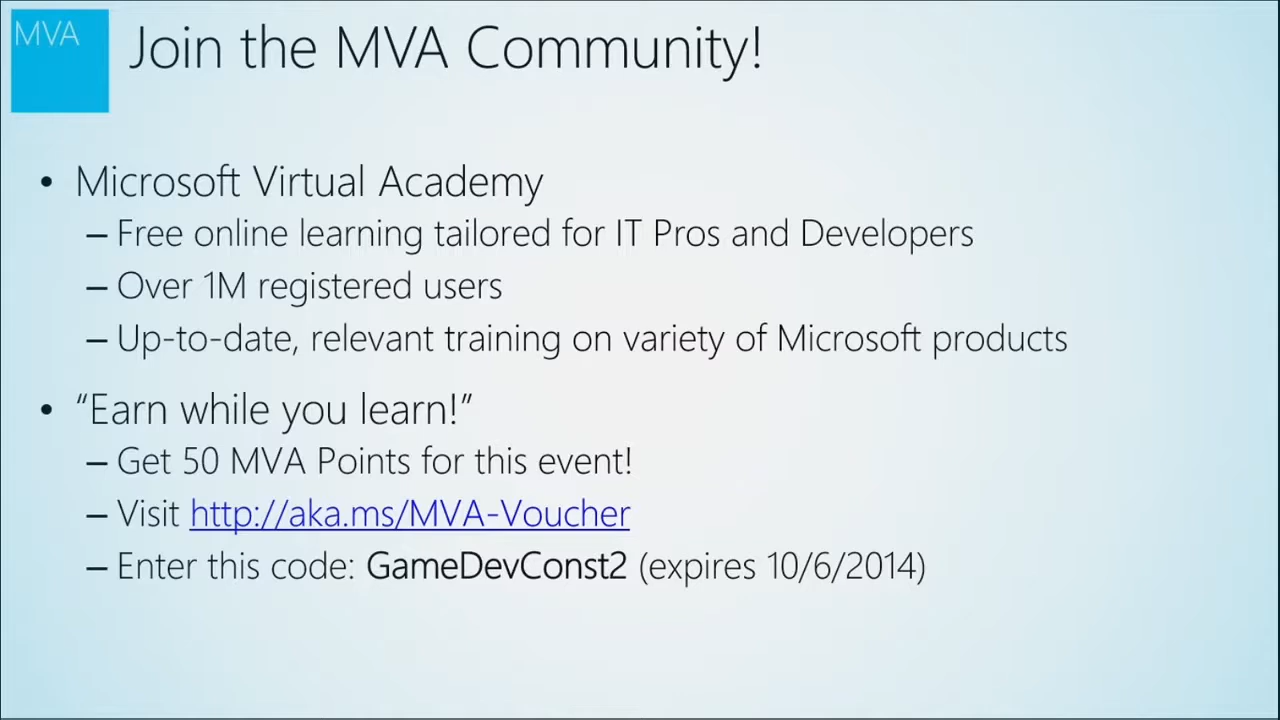 MVA
Join the MVA Community!
• Microsoft Virtual Academy
– Free online learning tailored for IT Pros and Developers
– Over 1M registered users
– Up-to-date, relevant training on variety of Microsoft products
• “Earn while you learn!”
– Get 50 MVA Points for this event!
– Visit http://aka.ms/MVA-Voucher
– Enter this code: GameDevConst2 (expires 10/6/2014)